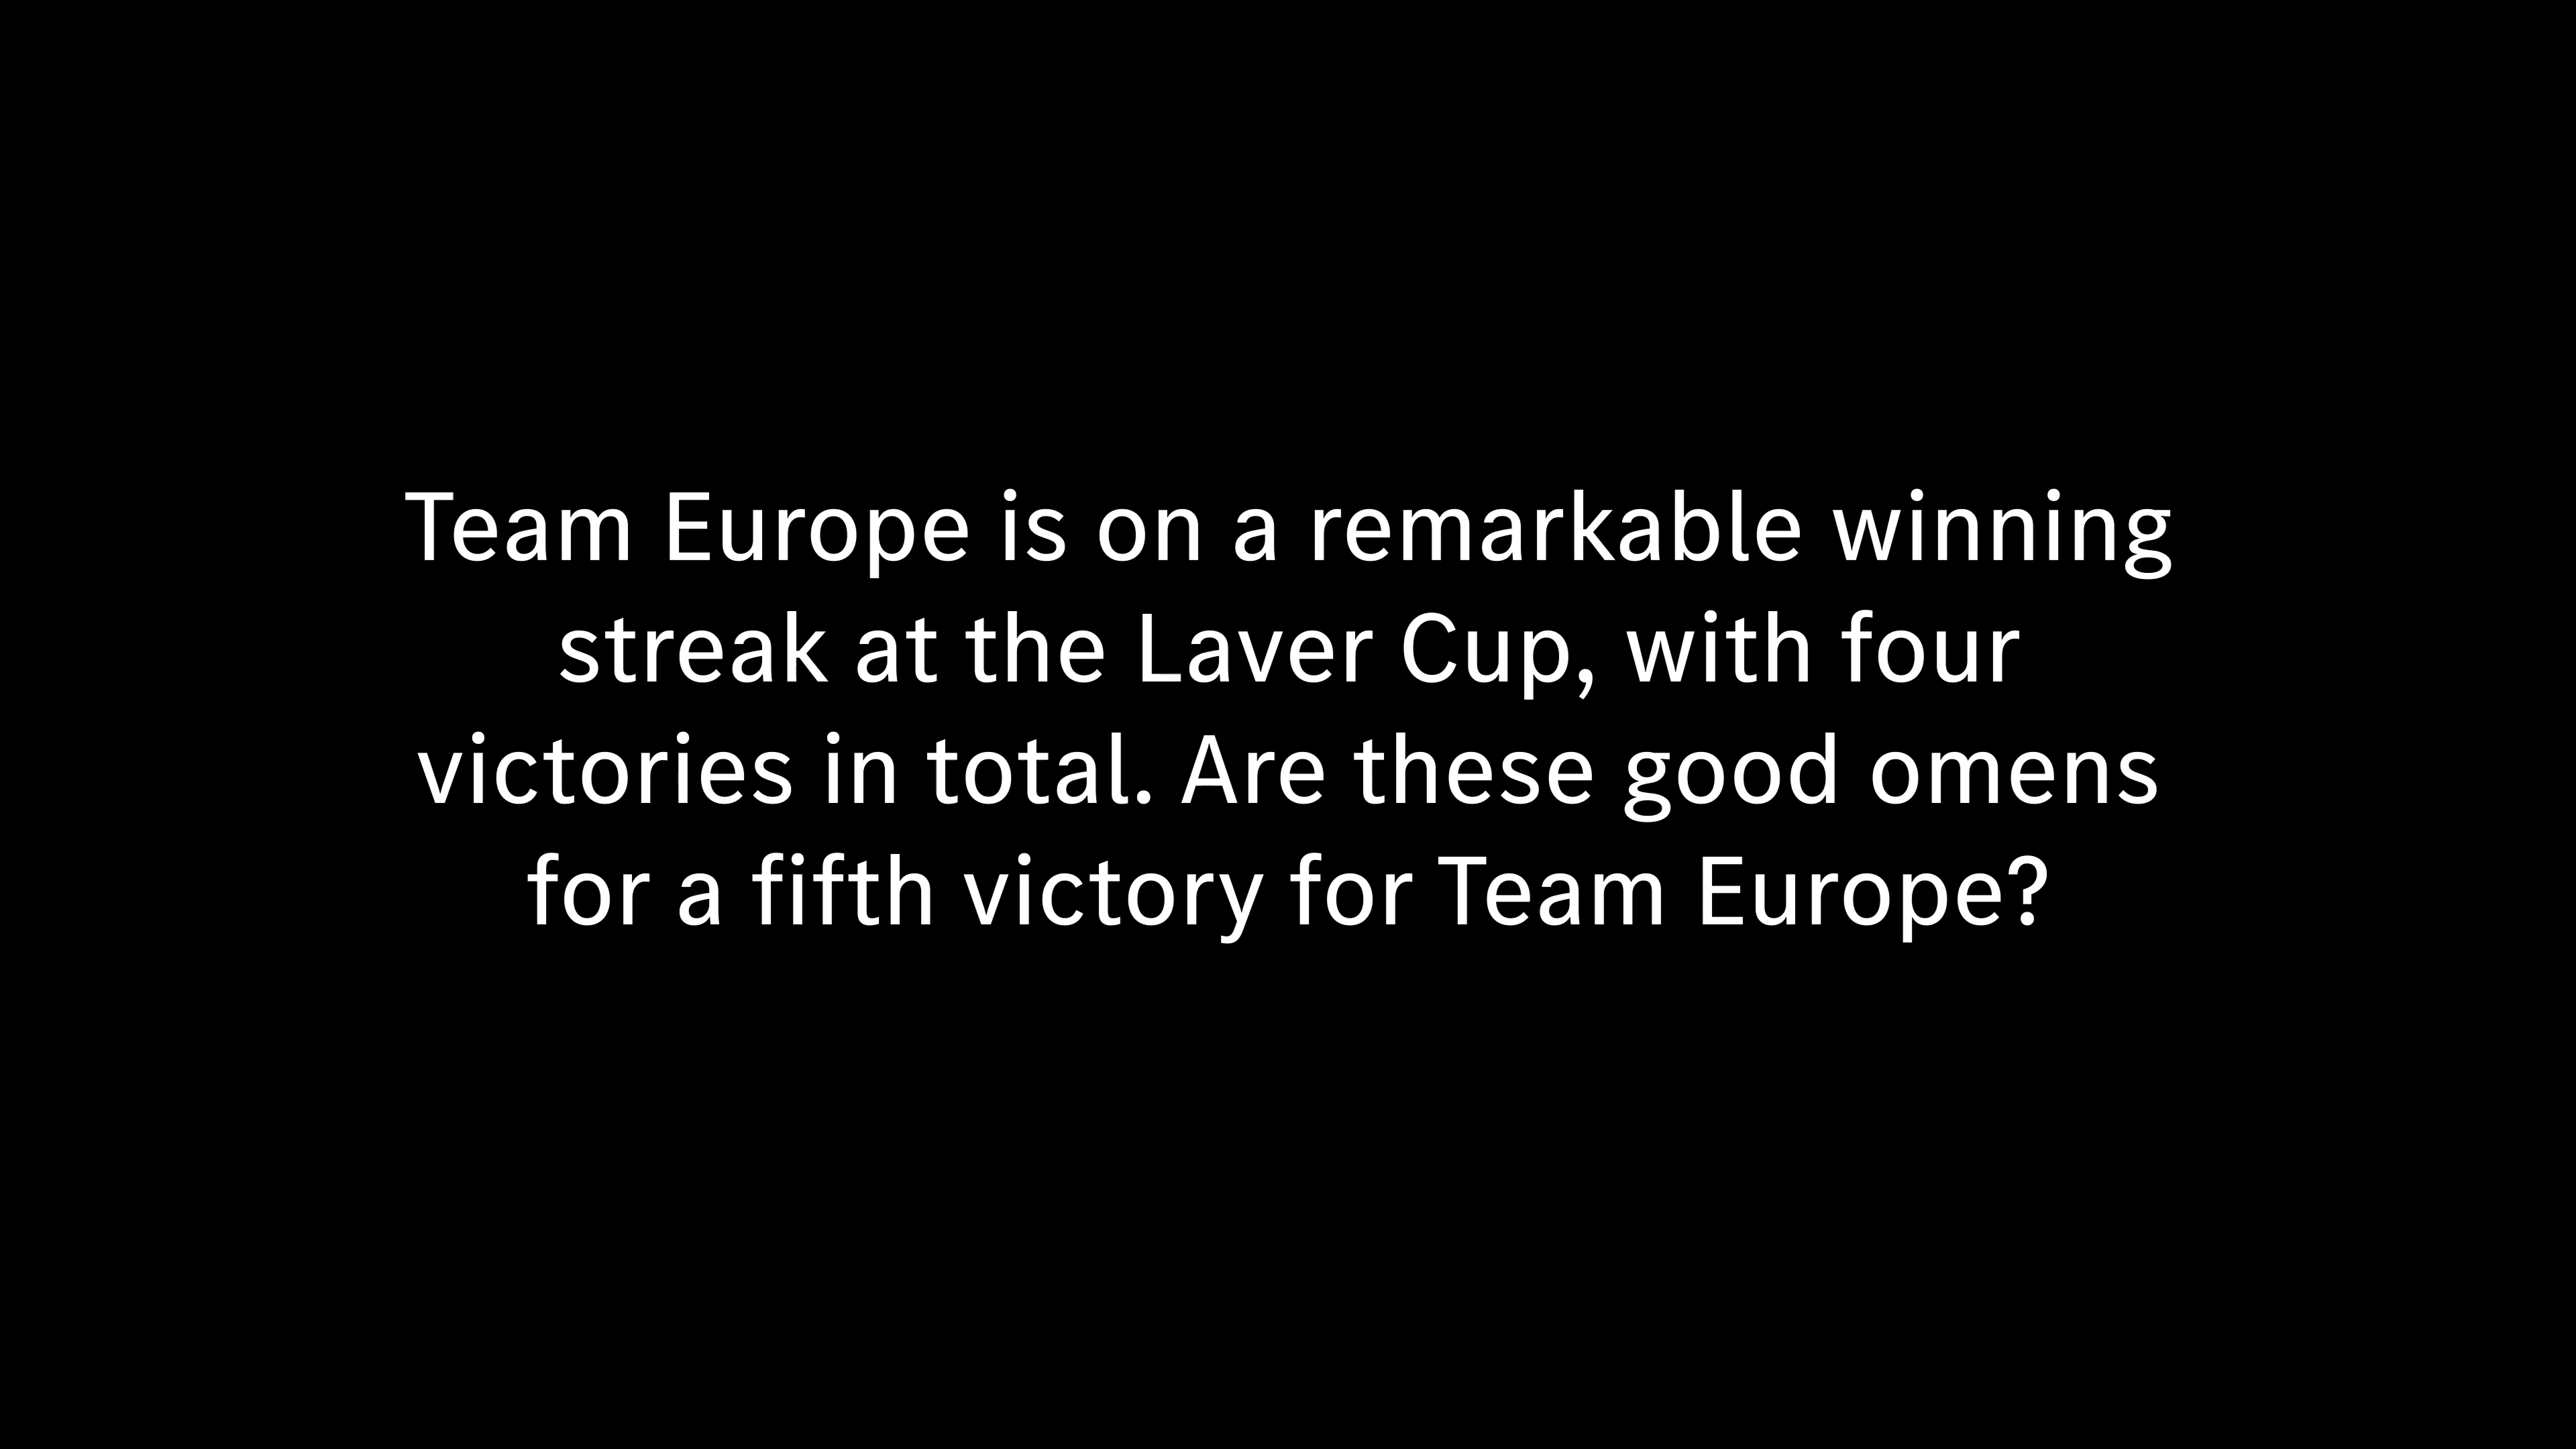 Team Europe is on a remarkable winning
streak at the Laver Cup, with four
victories in total. Are these good omens
for a fifth victory for Team Europe?